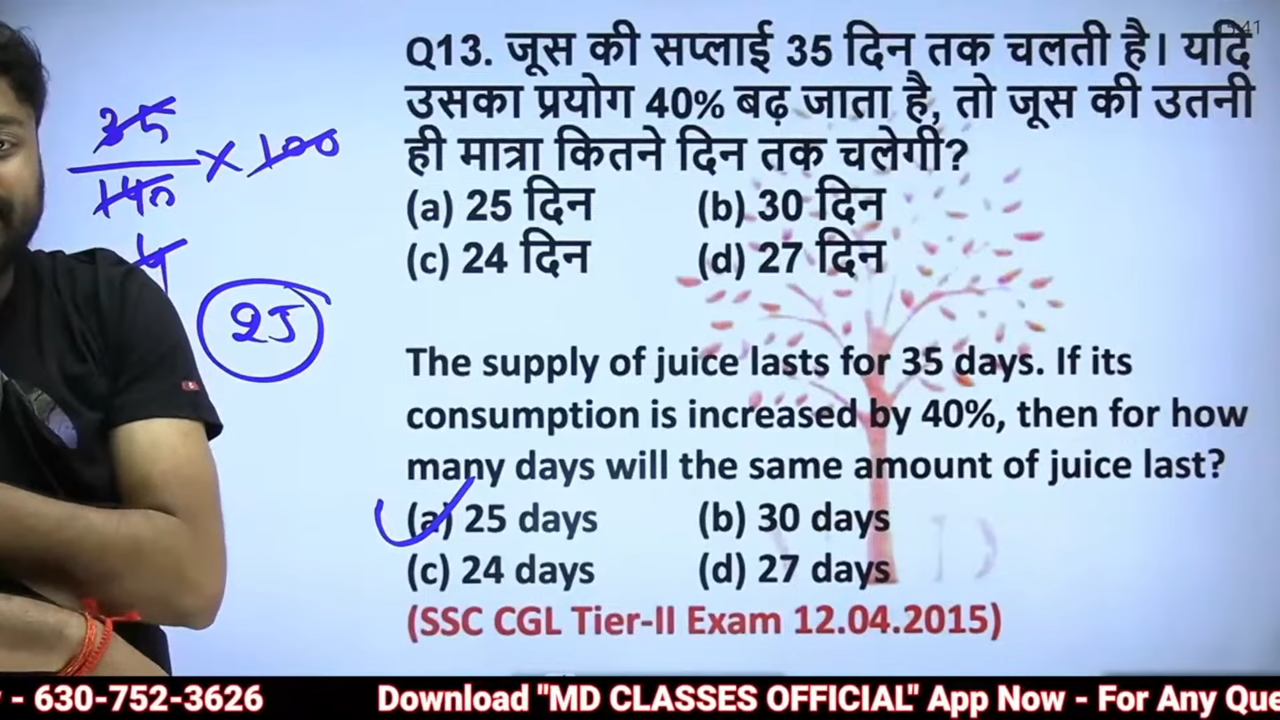 41
Q13. जूस की सप्लाई 35 दिन तक चलती है। यदि
उसका प्रयोग 40% बढ़ जाता है, तो जूस की उतनी
ही मात्रा कितने दिन तक चलेगी?
(a) 25 दिन (b) 30 दिन
(c) 24 दिन (d) 27 दिन
35
140 × 100
4
25
The supply of juice lasts for 35 days. If its
consumption is increased by 40%, then for how
many days will the same amount of juice last?
(a) 25 days (b) 30 days
(c) 24 days (d) 27 days
(SSC CGL Tier-II Exam 12.04.2015)
- 630-752-3626 Download "MD CLASSES OFFICIAL" App Now - For Any Que